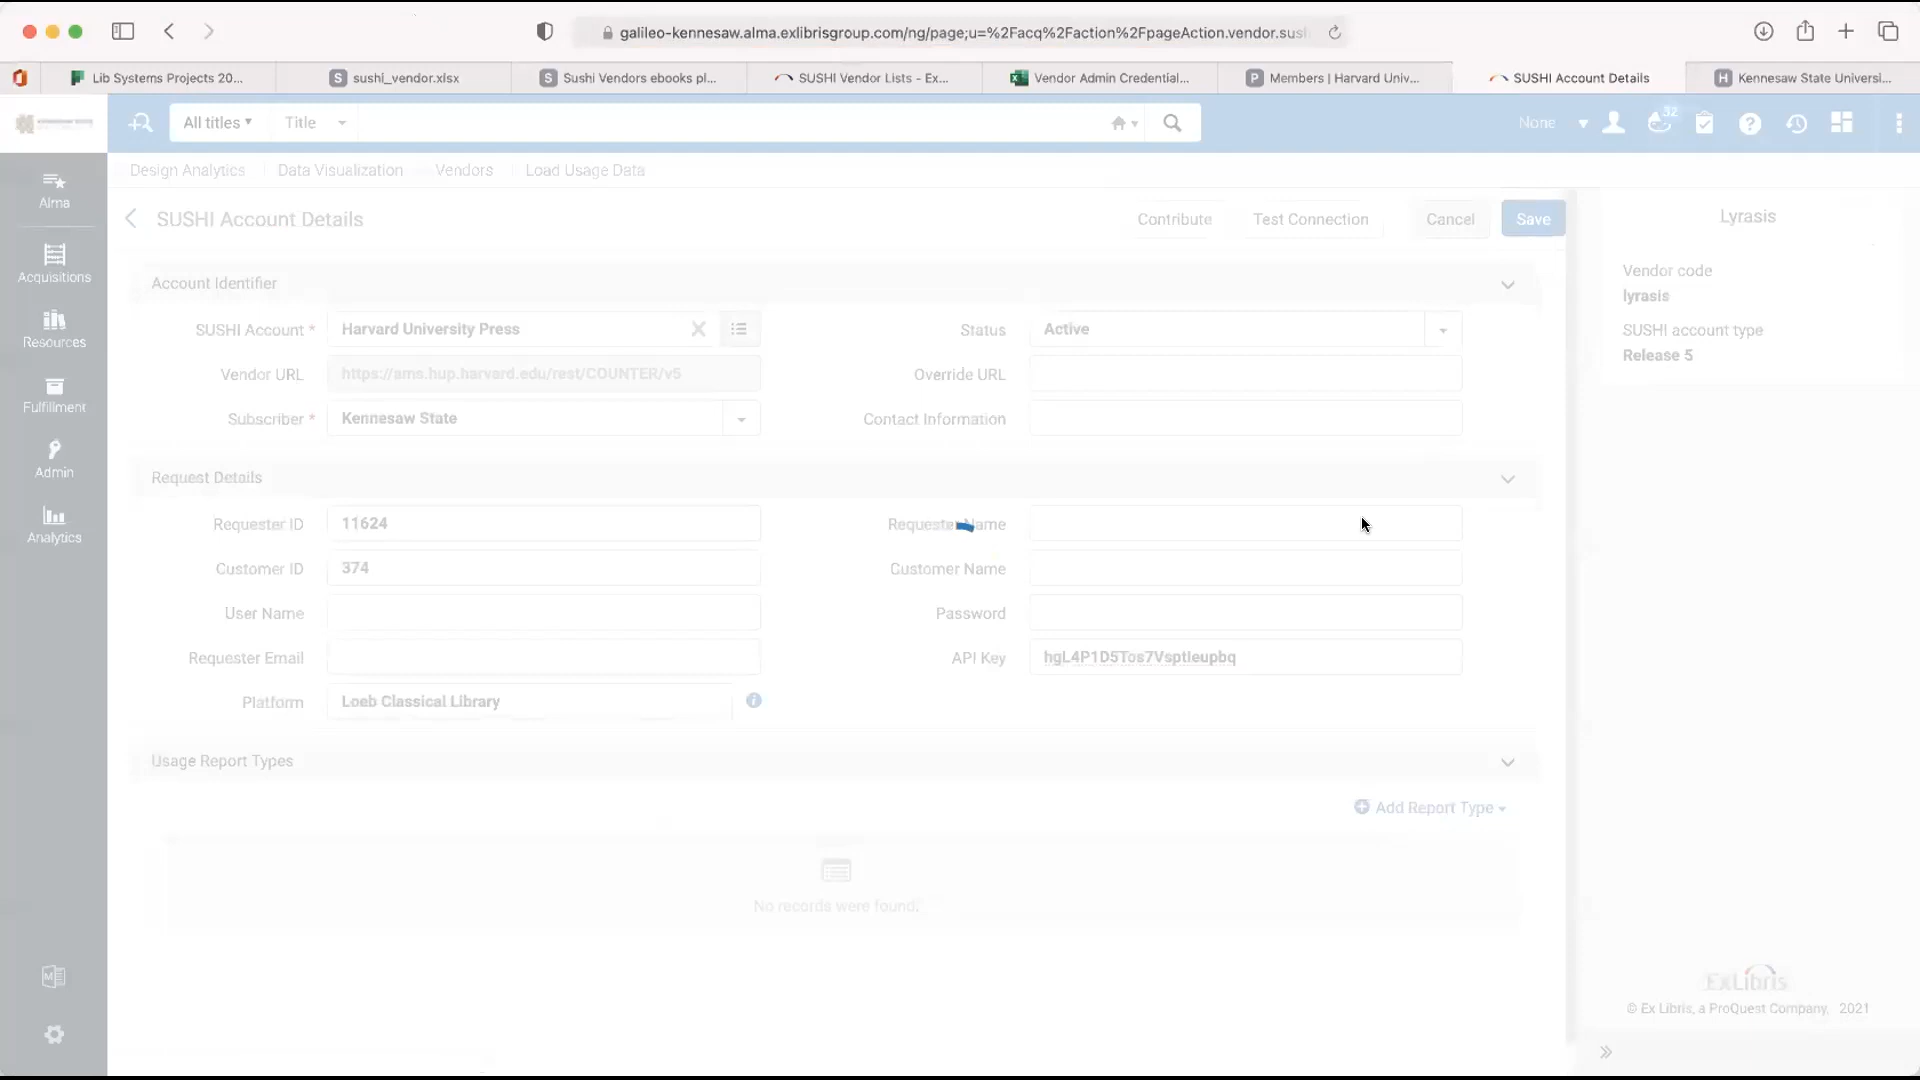 galileo-kennesaw.alma.exlibrisgroup.com/ng/page;u=%2Facq%2Faction%2FpageAction.vendor.sus
Lib Systems Projects 20...
sushi_vendor.xlsx
Sushi Vendors ebooks pl...
SUSHI Vendor Lists - Ex...
Vendor Admin Credential...
Members | Harvard Univ...
SUSHI Account Details
Kennesaw State Universi...
All titles
Title
None
32
Alma
Acquisitions
Resources
Fulfillment
Admin
Analytics
Design Analytics
Data Visualization
Vendors
Load Usage Data
SUSHI Account Details
Contribute
Test Connection
Cancel
Save
Account Identifier
SUSHI Account * Harvard University Press
Status Active
Vendor URL https://ams.hup.harvard.edu/rest/COUNTER/v5
Override URL
Subscriber * Kennesaw State
Contact Information
Request Details
Requester ID 11624
Requester Name
Customer ID 374
Customer Name
User Name
Password
Requester Email
API Key hgL4P1D5Tos7Vsptieupbq
Platform Loeb Classical Library
Usage Report Types
Add Report Type
No records were found.
Lyrasis
Vendor code
lyrasis
SUSHI account type
Release 5
ExLibris
© Ex Libris, a ProQuest Company, 2021